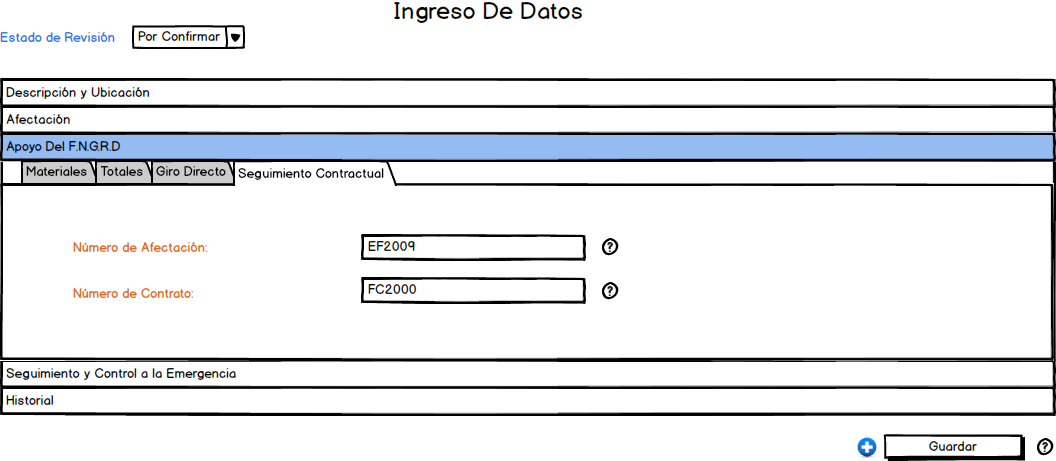 Ingreso De Datos
Estado de Revisión Por Confirmar
Descripción y Ubicación
Afectación
Apoyo Del F.N.G.R.D
Materiales Totales Giro Directo Seguimiento Contractual
Número de Afectación: EF2009 ?
Número de Contrato: FC2000 ?
Seguimiento y Control a la Emergencia
Historial
Guardar ?